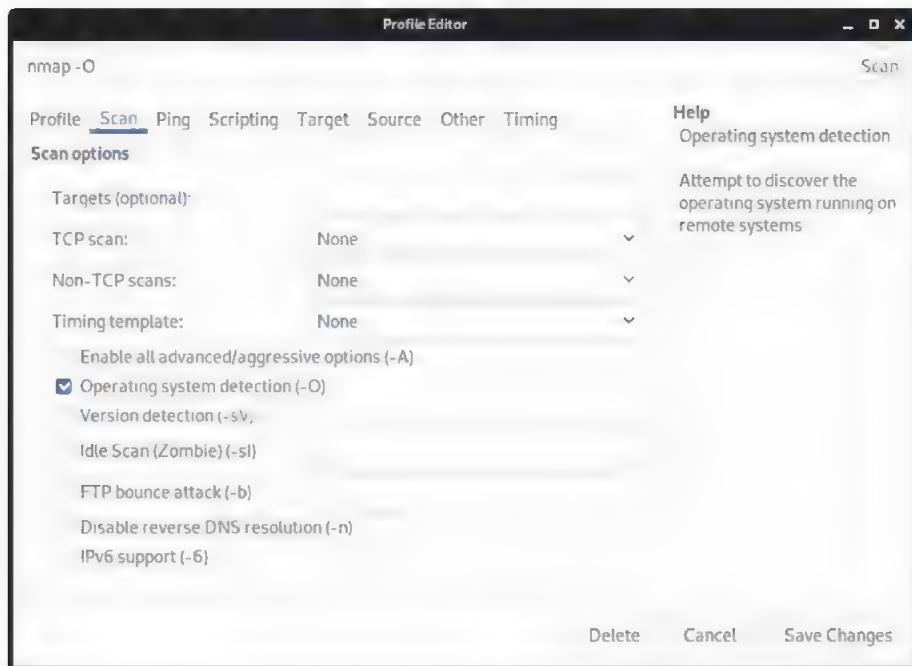 Profile Editor
nmap -O
Scan
Profile Scan Ping Scripting Target Source Other Timing
Scan options
Targets (optional):
TCP scan: None
Non-TCP scans: None
Timing template: None
Enable all advanced/aggressive options (-A)
Operating system detection (-O)
Version detection (-sV)
Idle Scan (Zombie) (-sI)
FTP bounce attack (-b)
Disable reverse DNS resolution (-n)
IPv6 support (-6)
Help
Operating system detection
Attempt to discover the
operating system running on
remote systems
Delete Cancel Save Changes